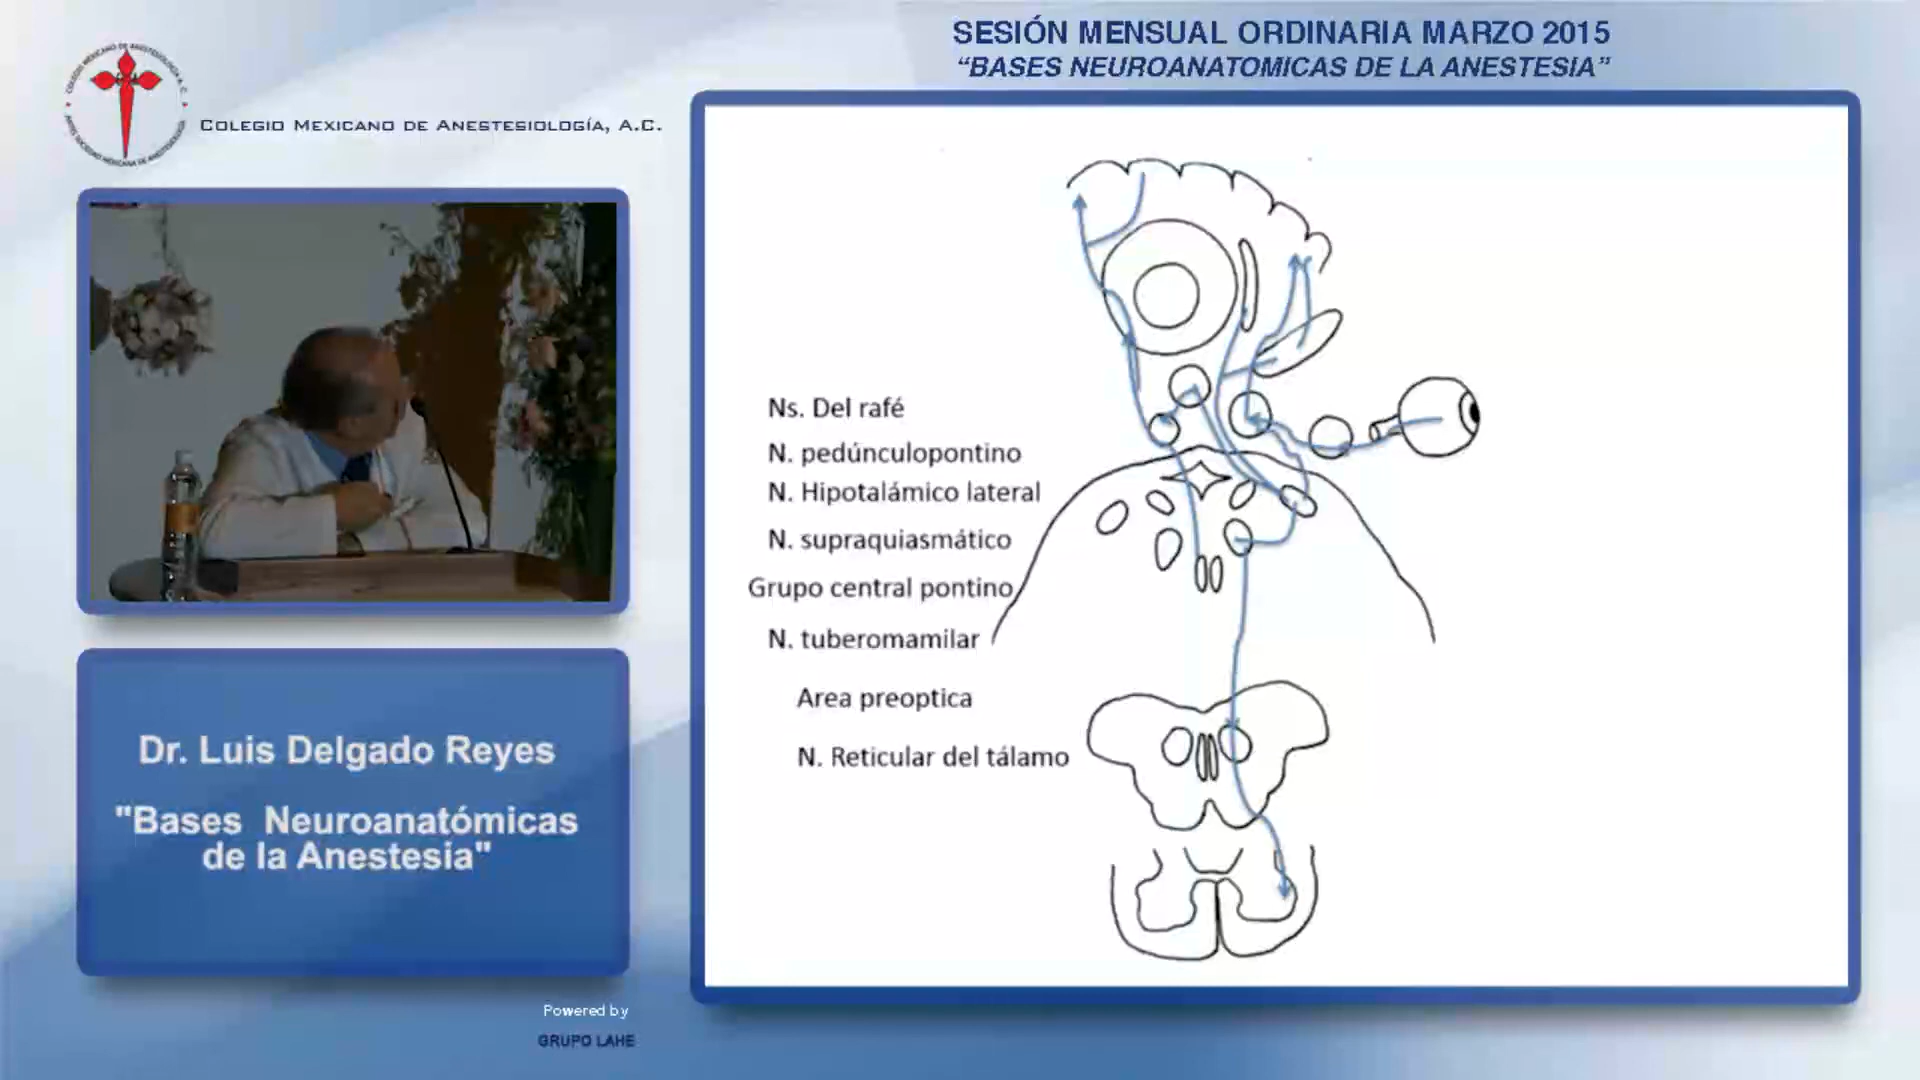 SESIÓN MENSUAL ORDINARIA MARZO 2015
“BASES NEUROANATOMICAS DE LA ANESTESIA”
COLEGIO MEXICANO DE ANESTESIOLOGÍA, A.C.
Ns. Del rafé
N. pedúnculopontino
N. Hipotalámico lateral
N. supraquiasmático
Grupo central pontino
N. tuberomamilar
Area preoptica
N. Reticular del tálamo
Dr. Luis Delgado Reyes
"Bases Neuroanatómicas
de la Anestesia"
Powered by
GRUPO LAHE